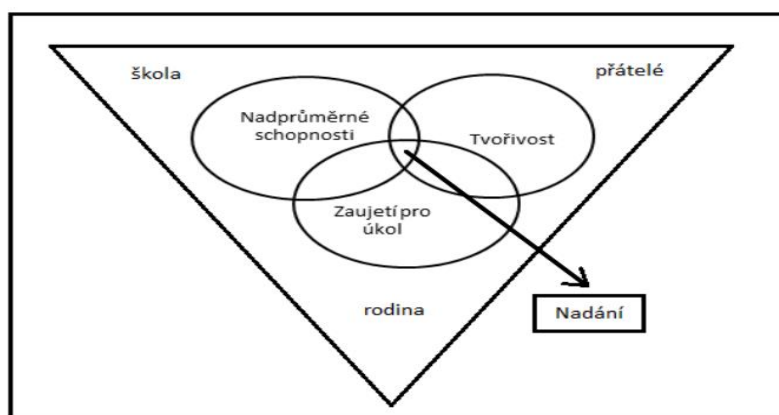 škola
přátelé
Nadprůměrné
schopnosti
Tvořivost
Zaujetí pro
úkol
rodina
Nadání